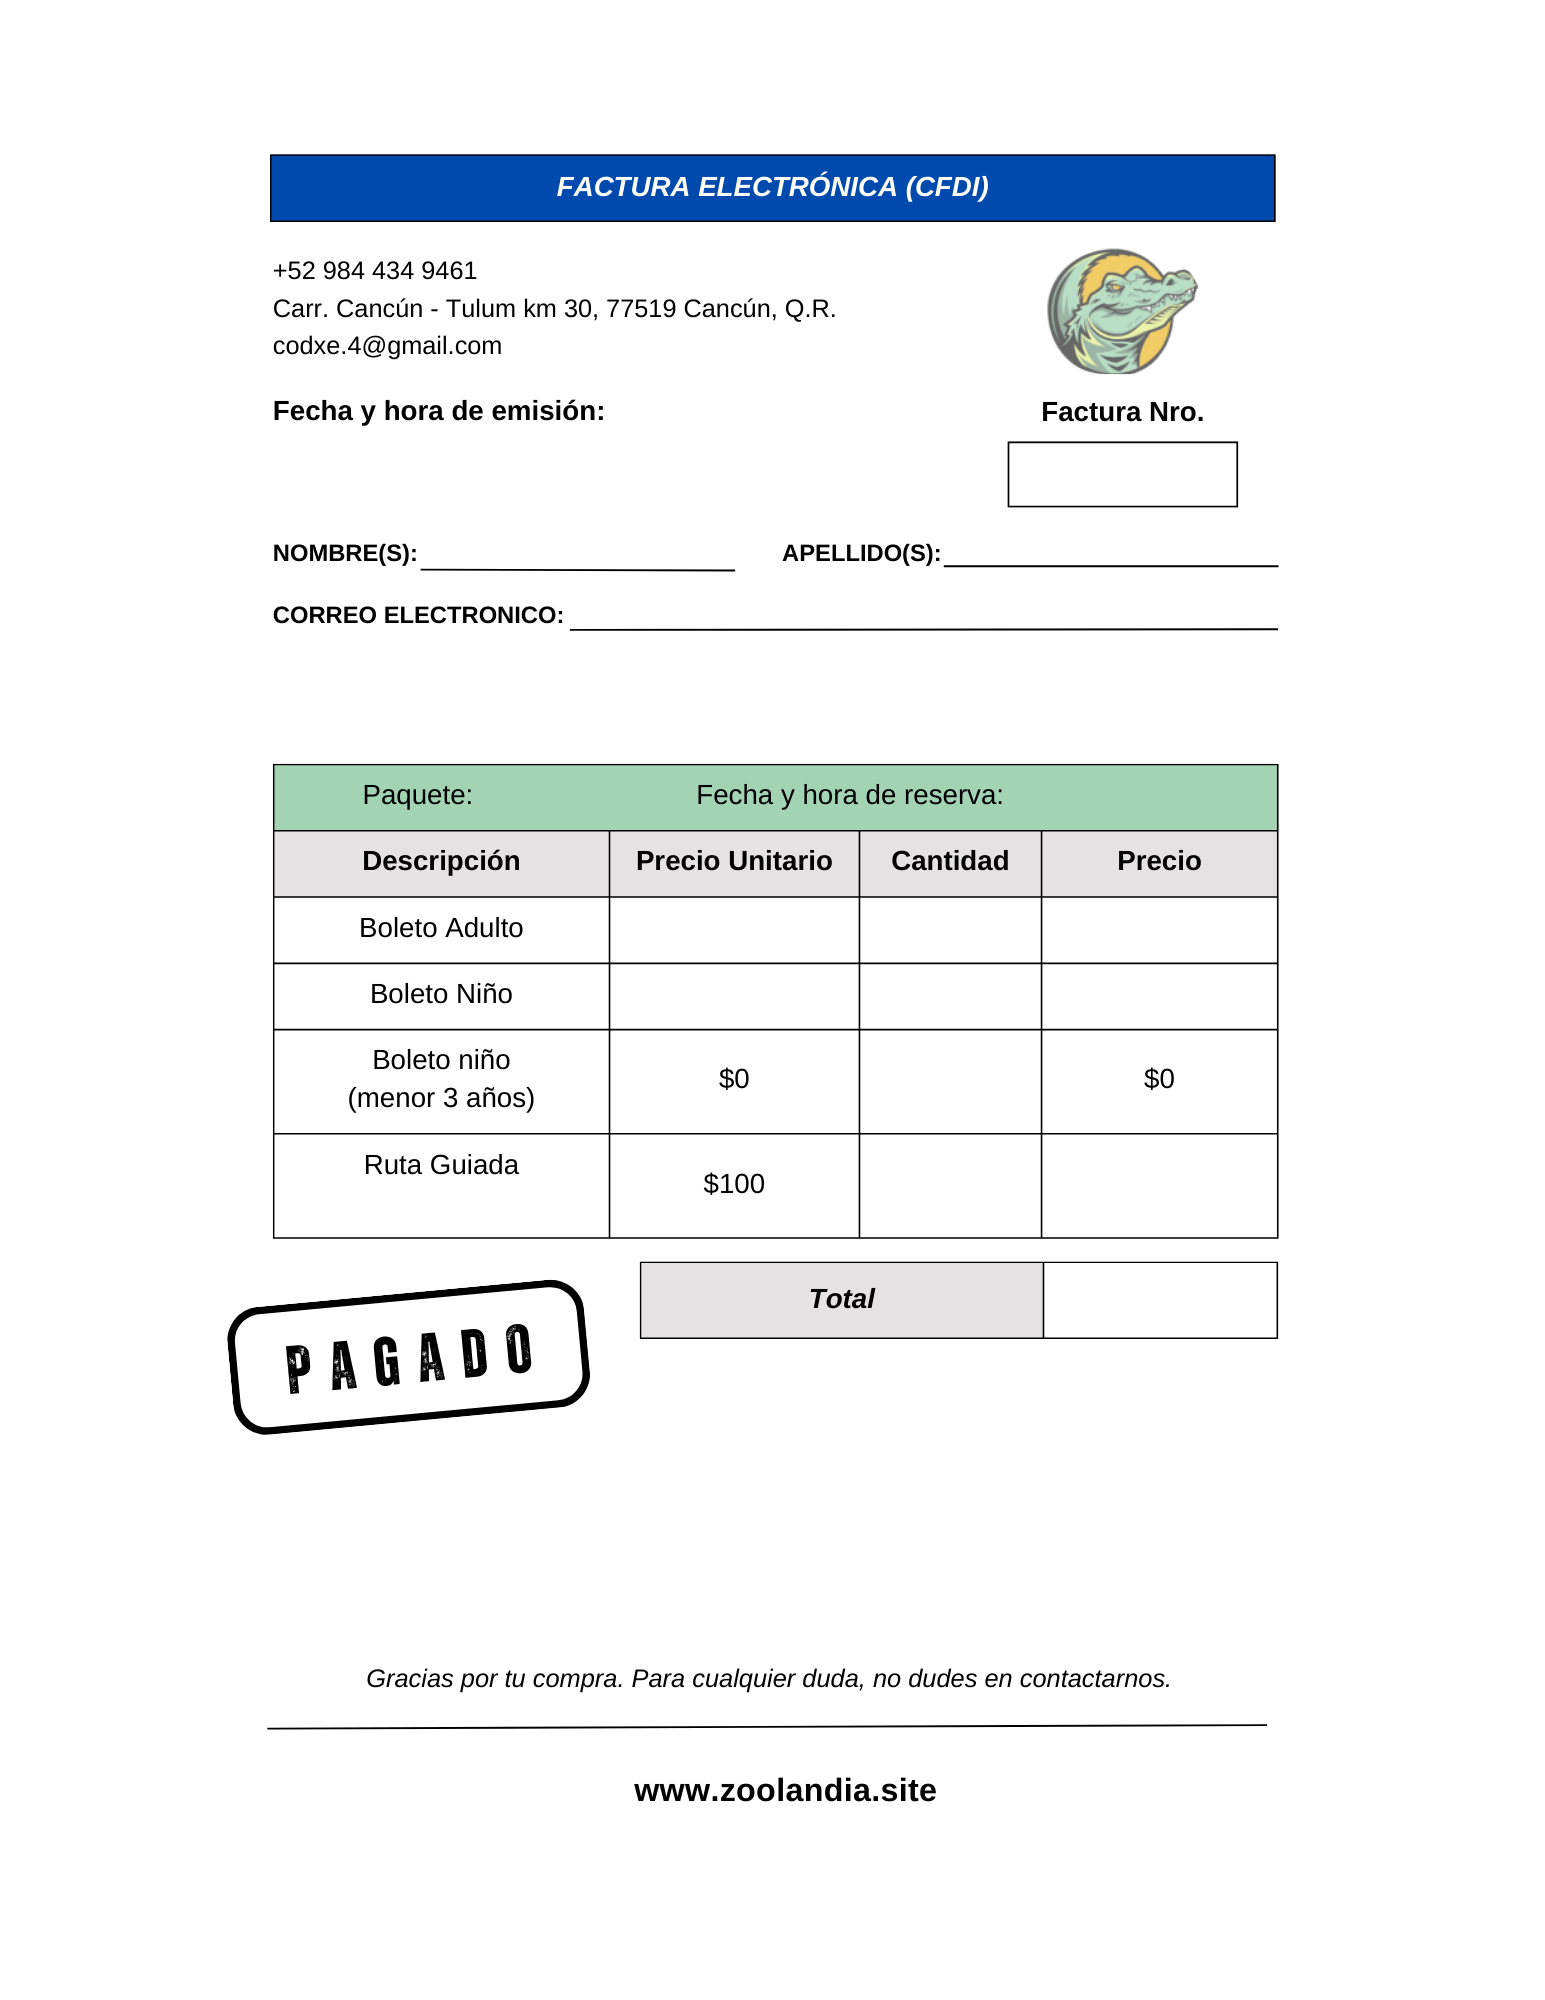 FACTURA ELECTRÓNICA (CFDI)
+52 984 434 9461
Carr. Cancún - Tulum km 30, 77519 Cancún, Q.R.
codxe.4@gmail.com
Fecha y hora de emisión:
Factura Nro.
NOMBRE(S): APELLIDO(S):
CORREO ELECTRONICO:
Paquete: Fecha y hora de reserva:
Descripción Precio Unitario Cantidad Precio
Boleto Adulto
Boleto Niño
Boleto niño
(menor 3 años) $0 $0
Ruta Guiada $100
Total
PAGADO
Gracias por tu compra. Para cualquier duda, no dudes en contactarnos.
www.zoolandia.site